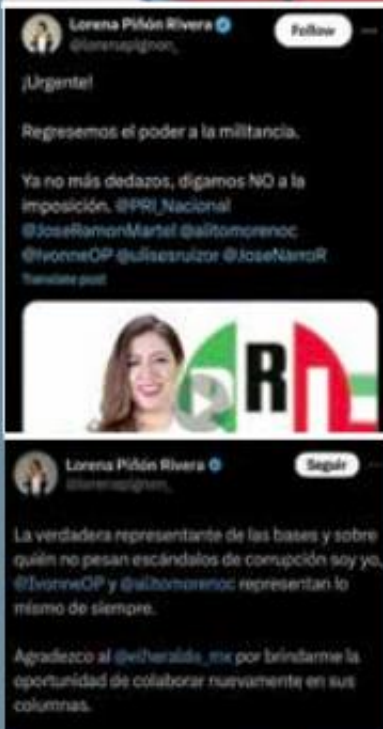 Lorena Piñón Rivera
@lorenapignon_
Follow
¡Urgente!
Regresemos el poder a la militancia.
Ya no más dedazos, digamos NO a la
imposición. @PRI_Nacional
@JoseRamonMartel @alitomorenoc
@IvonneOP @ulisesruizor @JoseNarroR
Translate post
PRI
Lorena Piñón Rivera
@lorenapignon_
Seguir
La verdadera representante de las bases y sobre
quién no pesan escándalos de corrupción soy yo,
@IvonneOP y @alitomorenoc representan lo
mismo de siempre.
Agradezco al @elheraldo_mx por brindarme la
oportunidad de colaborar nuevamente en sus
columnas.